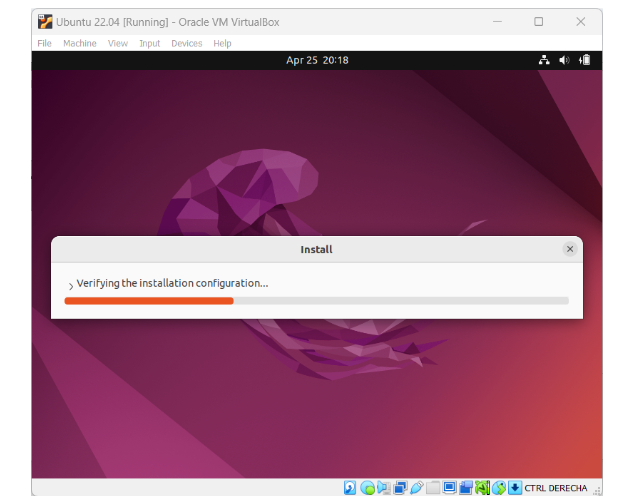 Ubuntu 22.04 [Running] - Oracle VM VirtualBox
File Machine View Input Devices Help
Apr 25 20:18
Install
Verifying the installation configuration...
CTRL DERECHA